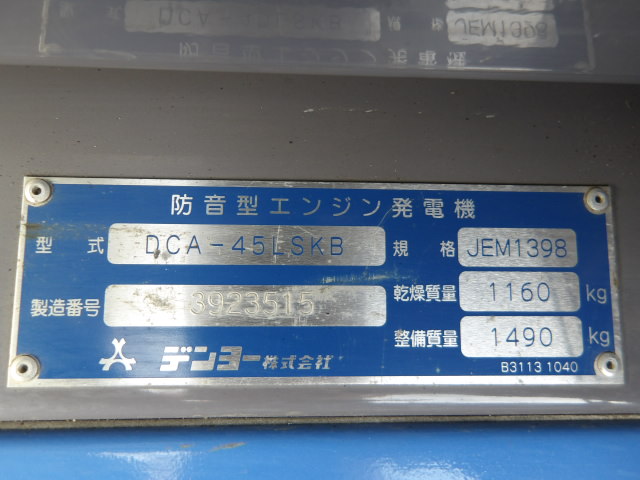 防音型エンジン発電機
型式 DCA-45LSKB 規格 JEM1398
製造番号 3923515 乾燥質量 1160 kg
整備質量 1490 kg
デンヨー株式会社 B3113 1040